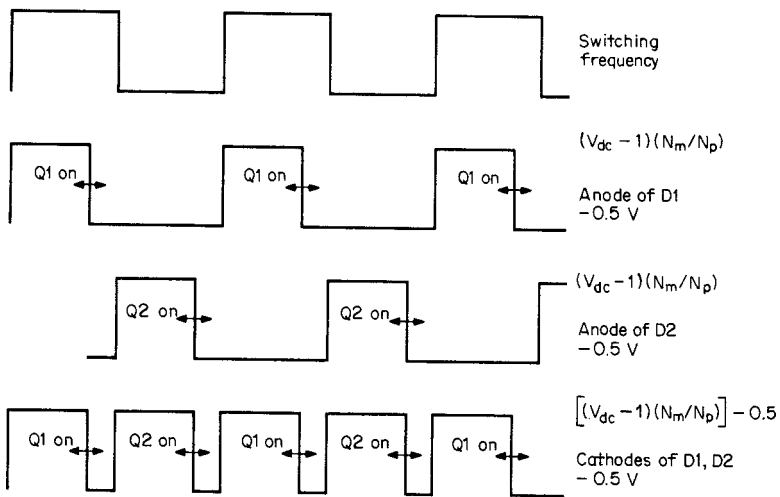 Switching
frequency
(V_dc − 1)(N_m/N_p)
Q1 on
Q1 on
Q1 on
Anode of D1
−0.5 V
(V_dc − 1)(N_m/N_p)
Q2 on
Q2 on
Anode of D2
−0.5 V
[(V_dc − 1)(N_m/N_p)] − 0.5
Q1 on
Q2 on
Q1 on
Q2 on
Q1 on
Cathodes of D1, D2
−0.5 V